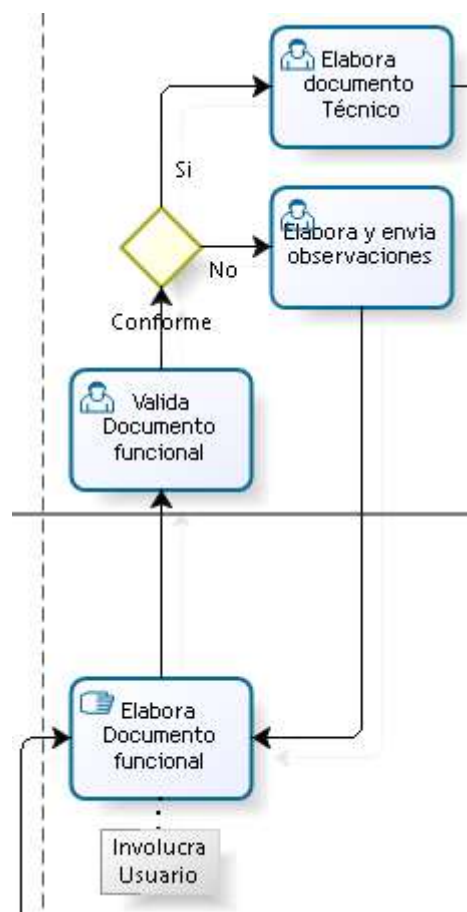 Elabora
documento
Técnico
Si
Elabora y envia
observaciones
No
Conforme
Valida
Documento
funcional
Elabora
Documento
funcional
Involucra
Usuario